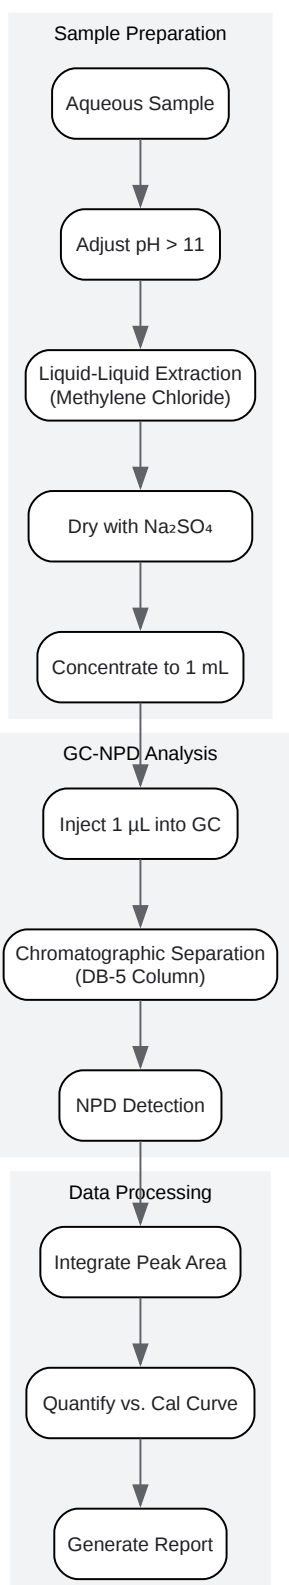 Sample Preparation
Aqueous Sample
Adjust pH > 11
Liquid-Liquid Extraction
(Methylene Chloride)
Dry with Na₂SO₄
Concentrate to 1 mL
GC-NPD Analysis
Inject 1 µL into GC
Chromatographic Separation
(DB-5 Column)
NPD Detection
Data Processing
Integrate Peak Area
Quantify vs. Cal Curve
Generate Report